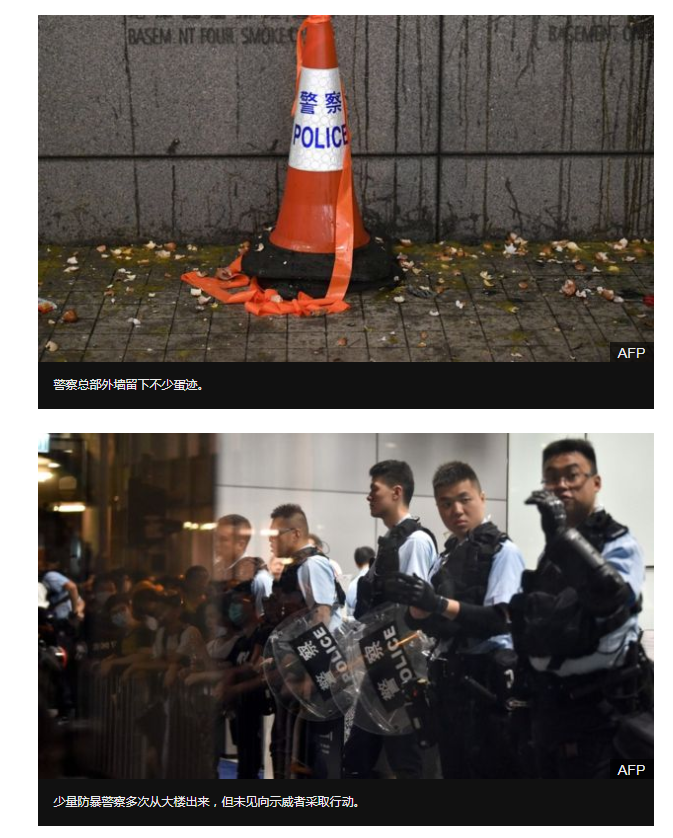 BASEM NT FOUR SMOKE
BASEMENT
警察
POLICE
AFP
警察总部外墙留下不少蛋迹。
警察
POLICE
警察
POLICE
AFP
少量防暴警察多次从大楼出来，但未见向示威者采取行动。